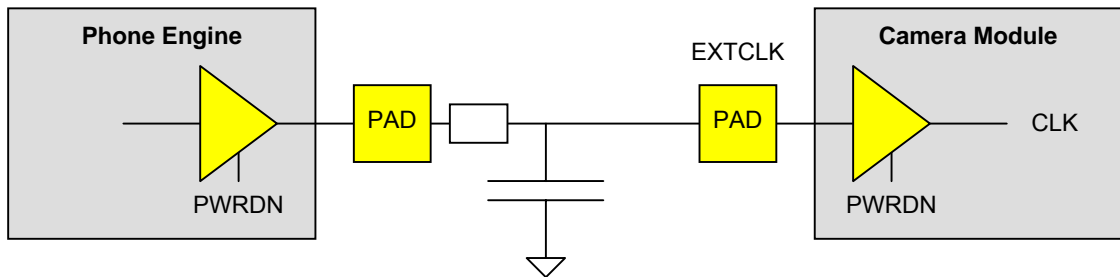 Phone Engine
Camera Module
EXTCLK
PAD
PAD
CLK
PWRDN
PWRDN